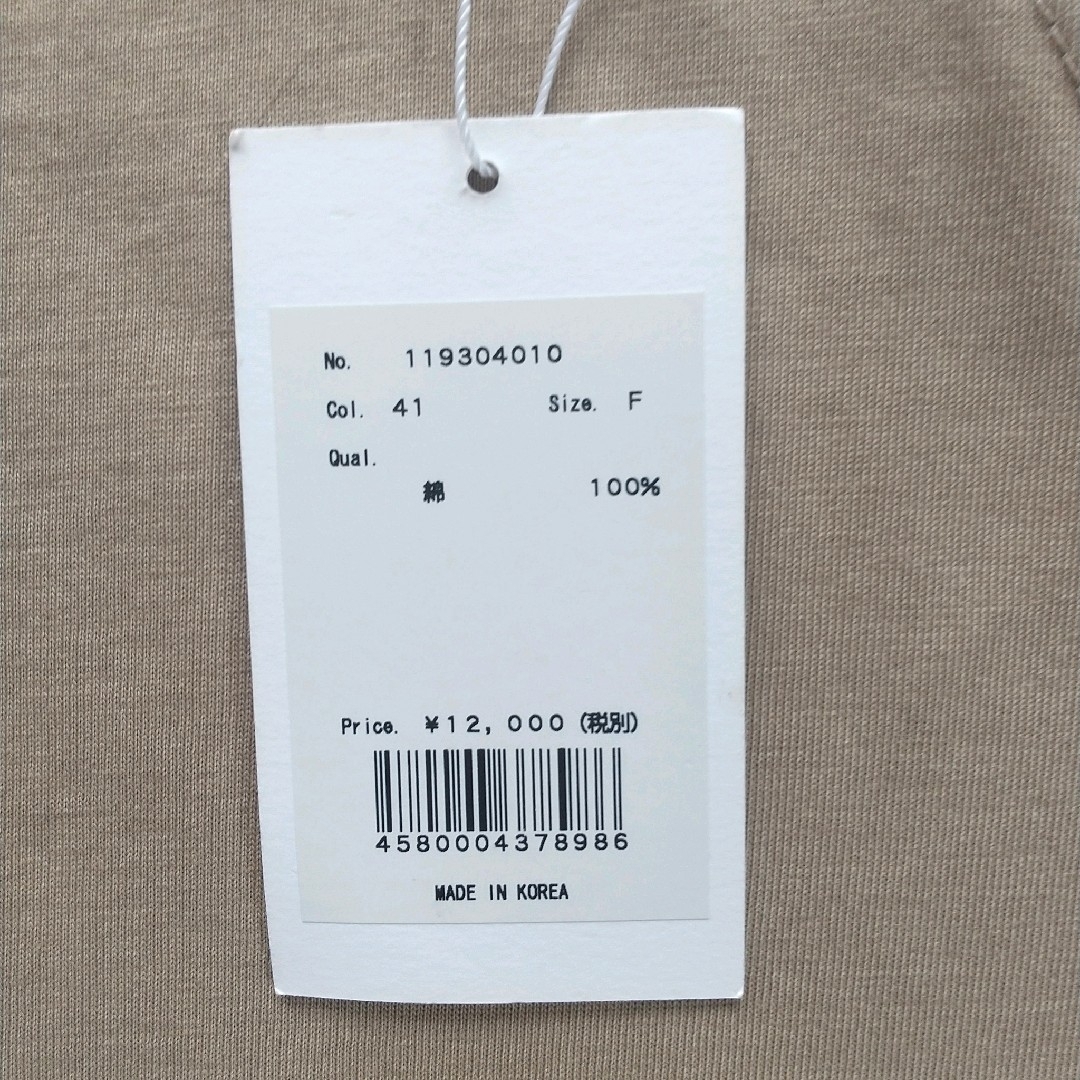 No. 119304010
Col. 41 Size. F
Qual.
綿 100%
Price. ¥12,000(税別)
4580004378986
MADE IN KOREA